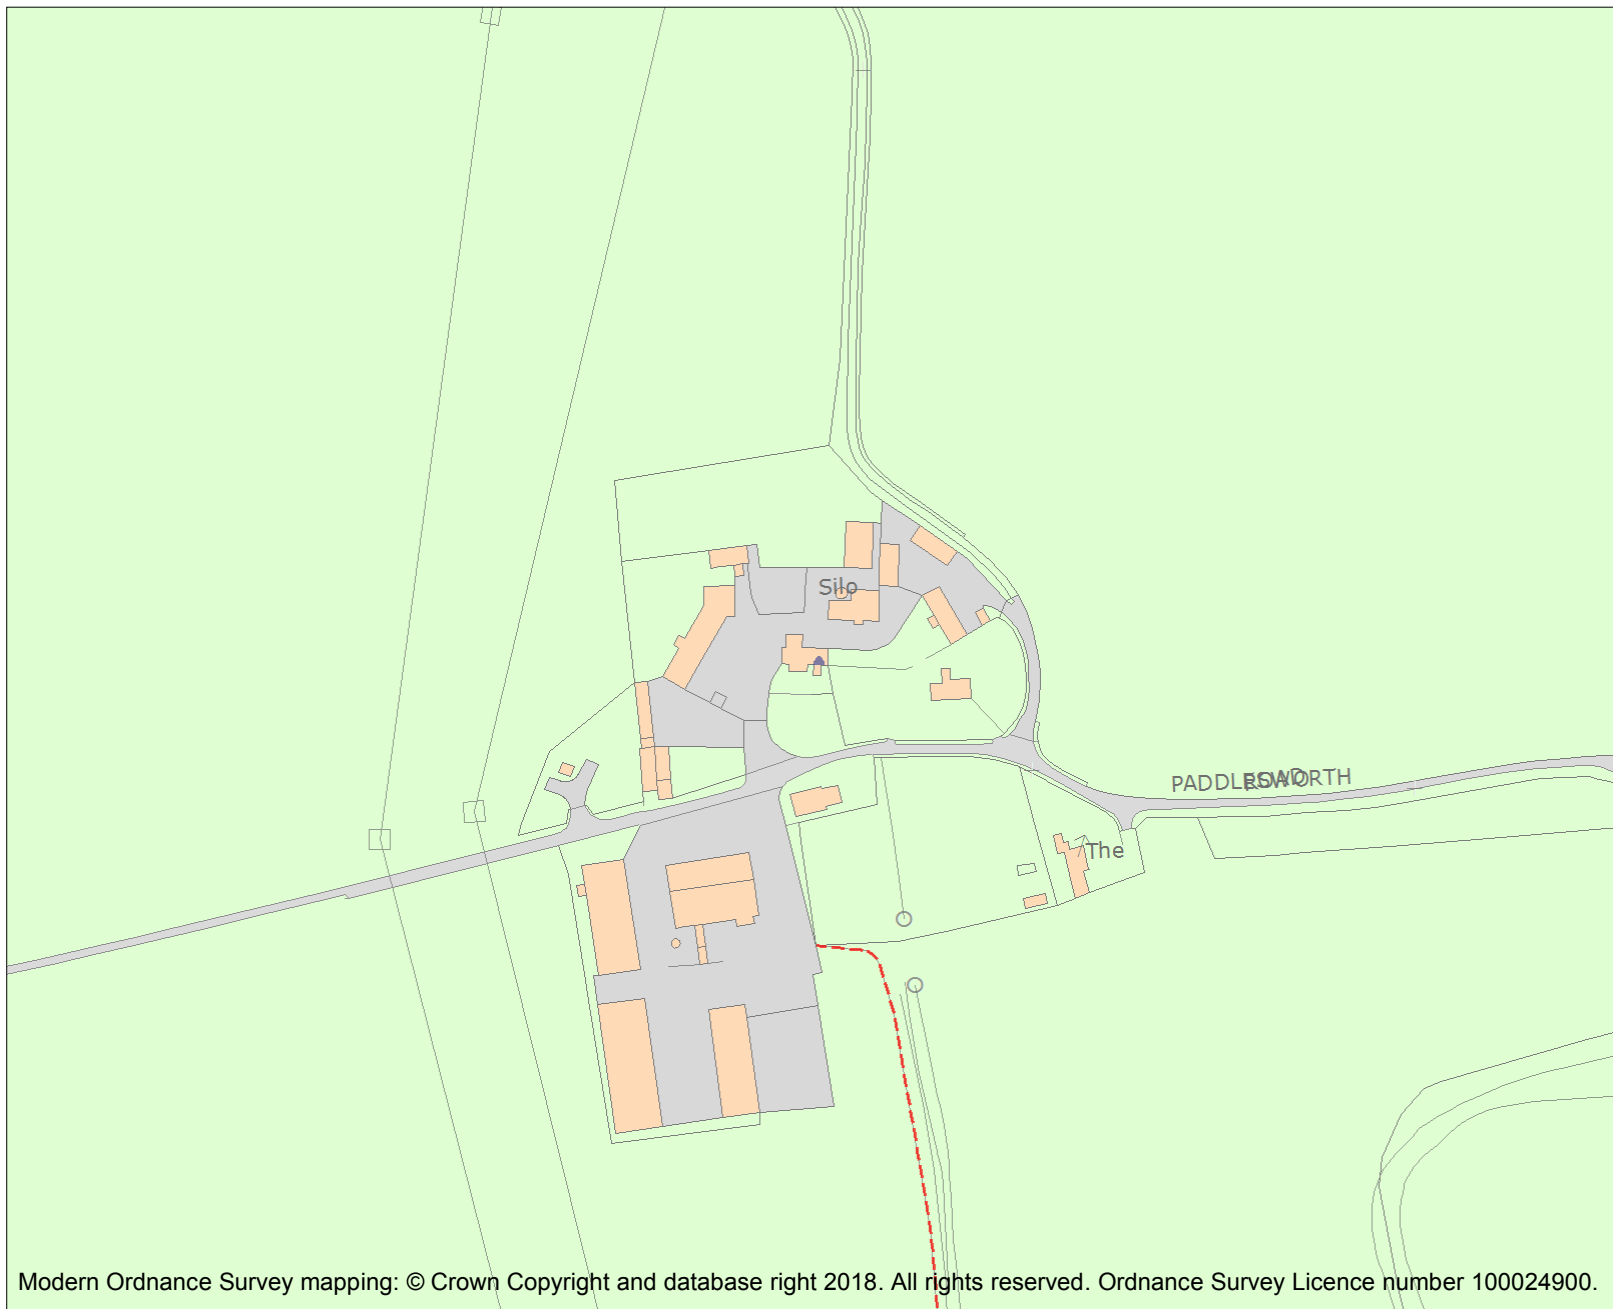 Silo
PADDLESWORTH
ROAD
The
Modern Ordnance Survey mapping: © Crown Copyright and database right 2018. All rights reserved. Ordnance Survey Licence number 100024900.